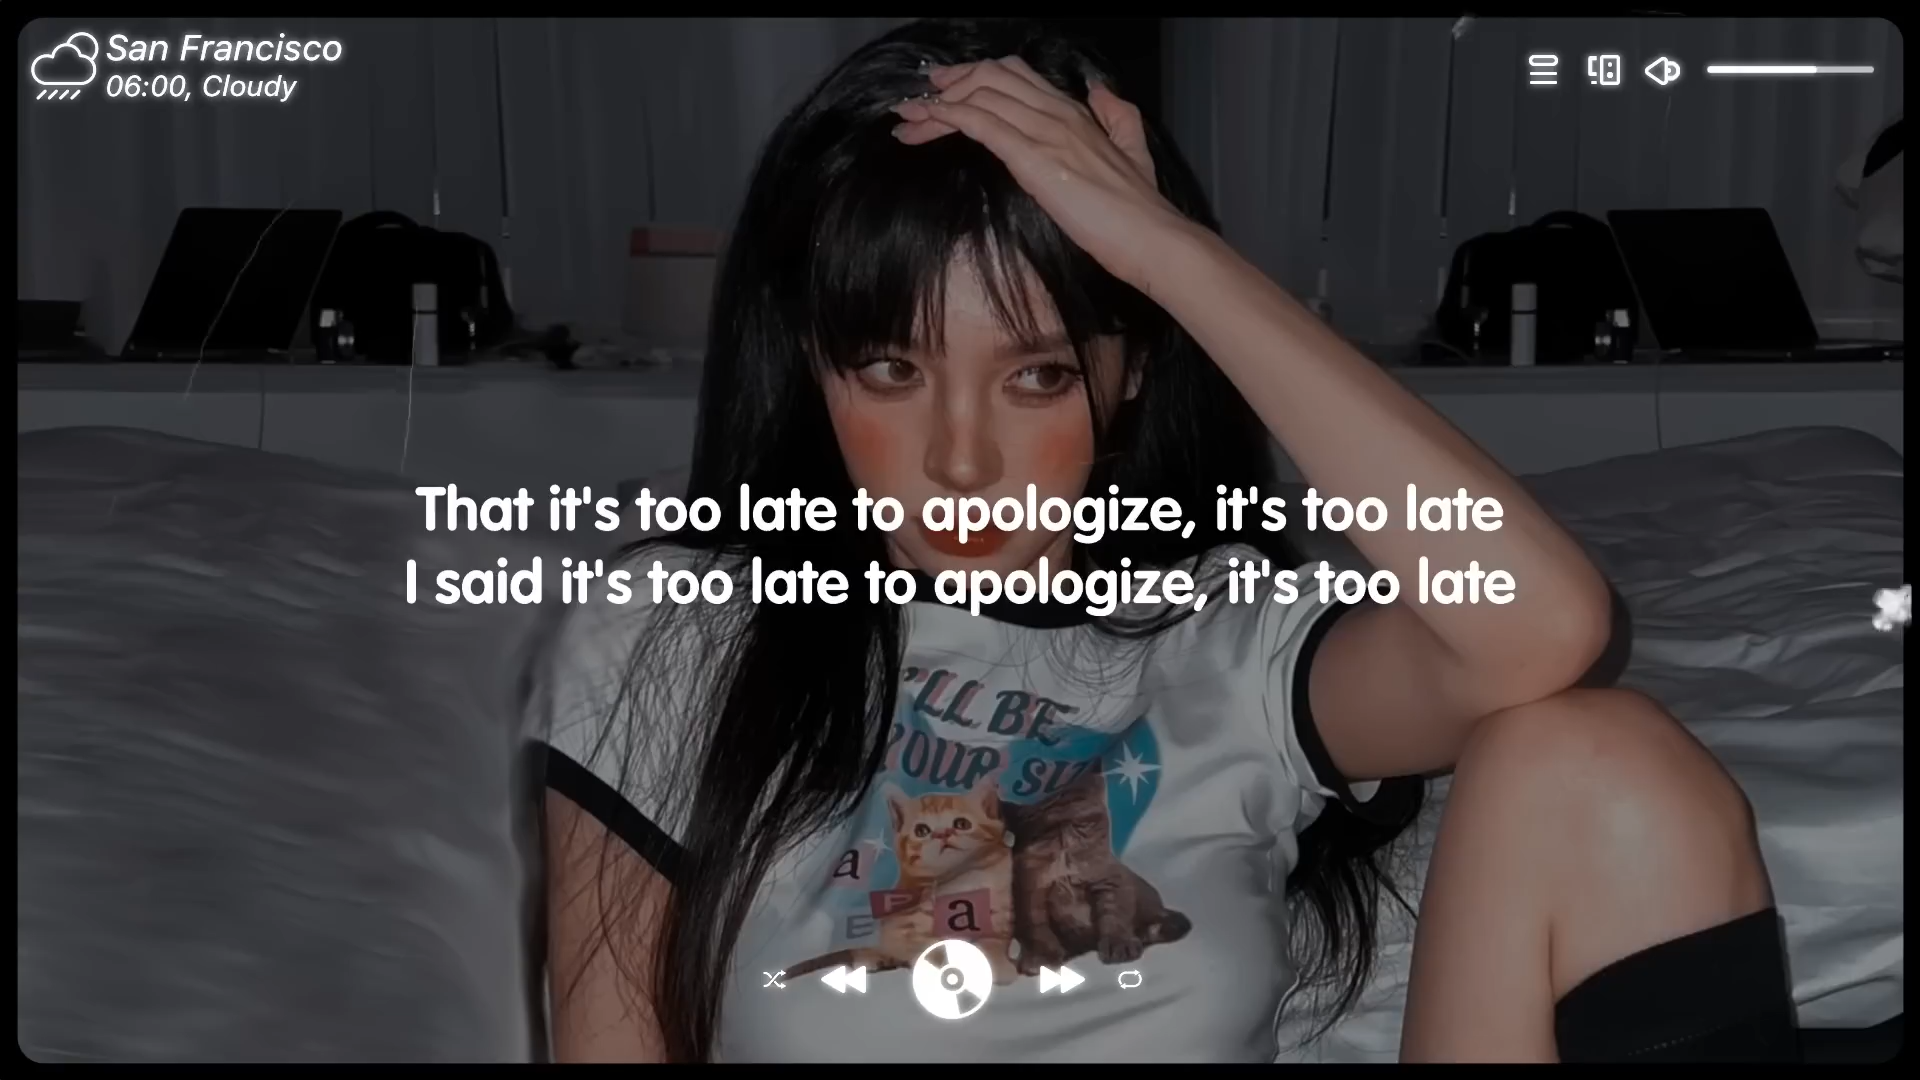 San Francisco
06:00, Cloudy
That it's too late to apologize, it's too late
I said it's too late to apologize, it's too late
'LL BE
YOUR
a
E
a